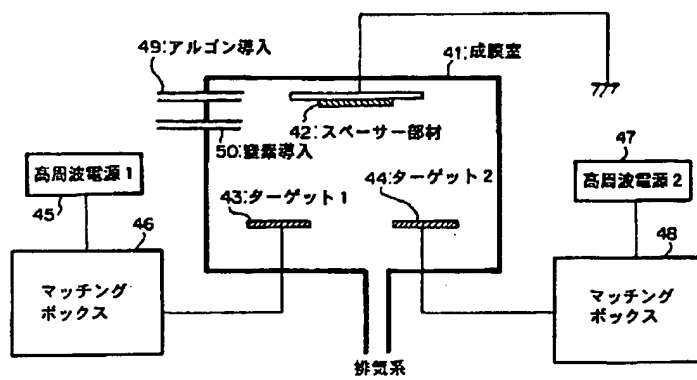 49:アルゴン導入
41:成膜室
42:スペーサー部材
50:窒素導入
47
高周波電源1
45
43:ターゲット1
44:ターゲット2
高周波電源2
46
48
マッチング
ボックス
マッチング
ボックス
排気系